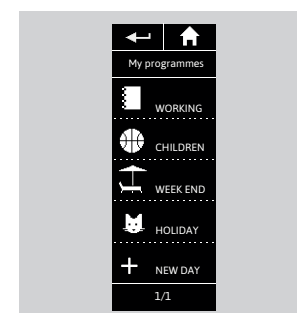 My programmes
WORKING
CHILDREN
WEEK END
HOLIDAY
NEW DAY
1/1